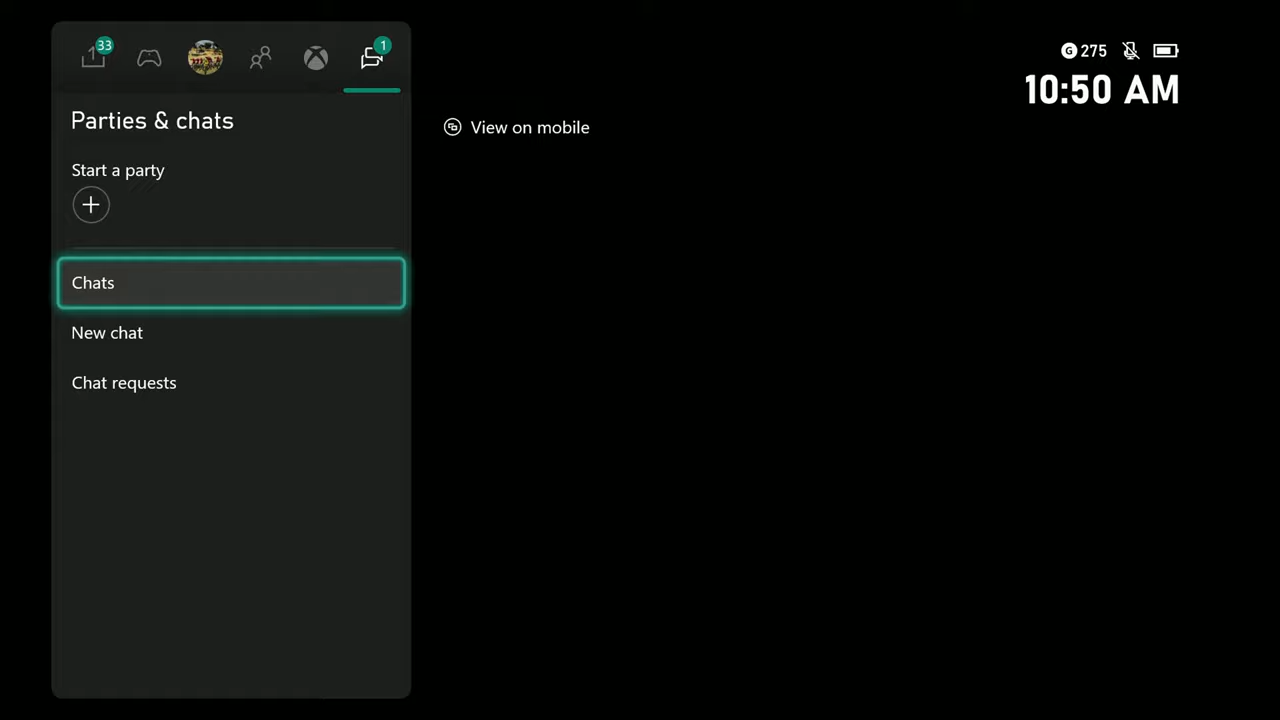 33
1
Parties & chats
Start a party
Chats
New chat
Chat requests
View on mobile
G 275
10:50 AM